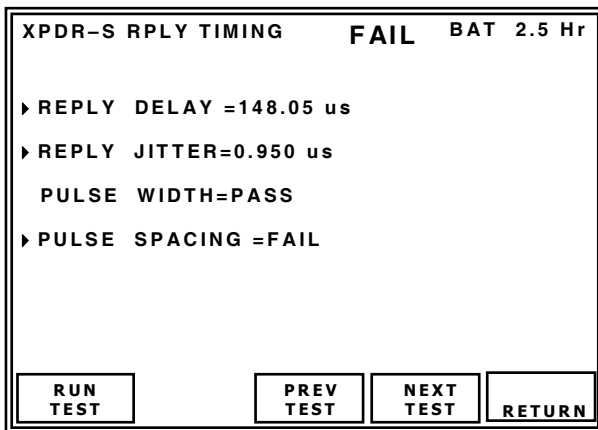 XPDR–S RPLY TIMING FAIL BAT 2.5 Hr
REPLY DELAY =148.05 us
REPLY JITTER=0.950 us
PULSE WIDTH=PASS
PULSE SPACING =FAIL
RUN TEST
PREV TEST
NEXT TEST
RETURN